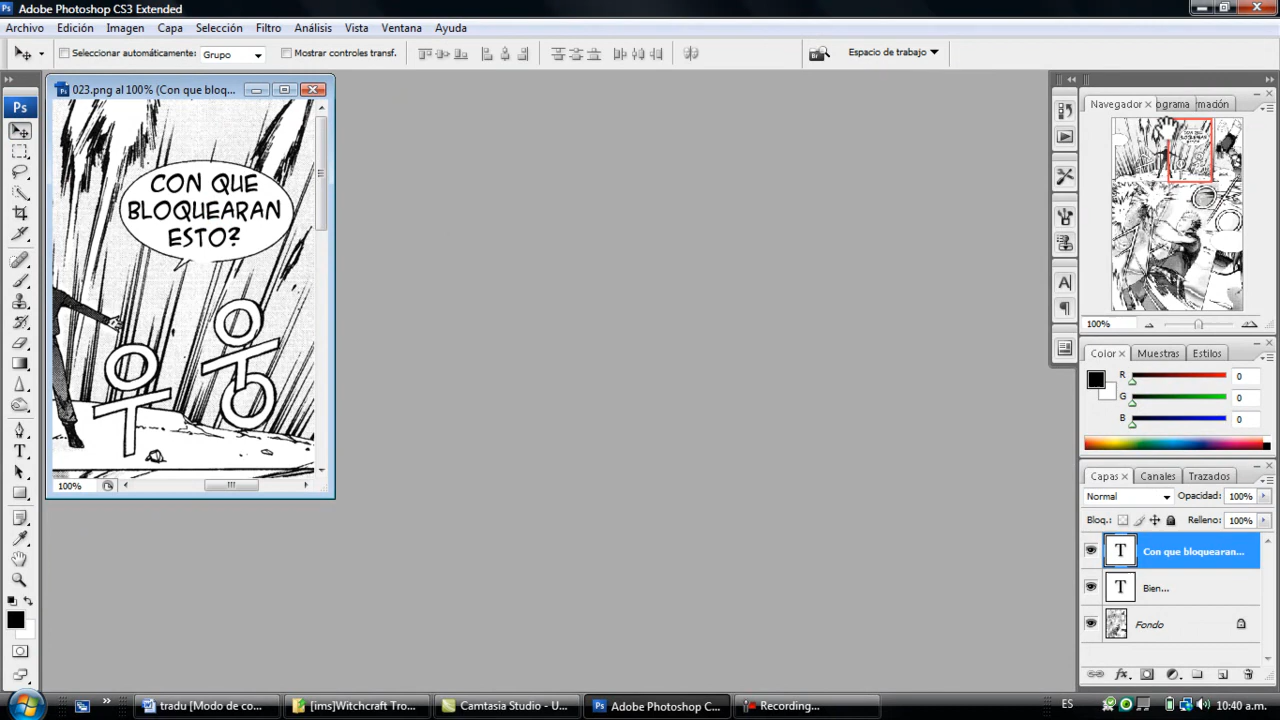 Adobe Photoshop CS3 Extended
Archivo Edición Imagen Capa Selección Filtro Análisis Vista Ventana Ayuda
Seleccionar automáticamente: Grupo Mostrar controles transf. Espacio de trabajo
Ps
023.png al 100% (Con que bloq...
CON QUE
BLOQUEARAN
ESTO?
100%
Navegador ograma mación
100%
Color Muestras Estilos
R 0
G 0
B 0
Capas Canales Trazados
Normal Opacidad: 100%
Bloq.: Relleno: 100%
T Con que bloquearan...
T Bien...
Fondo
tradu [Modo de co...
[ims]Witchcraft Tro...
Camtasia Studio - U...
Adobe Photoshop C...
Recording...
ES
10:40 a.m.